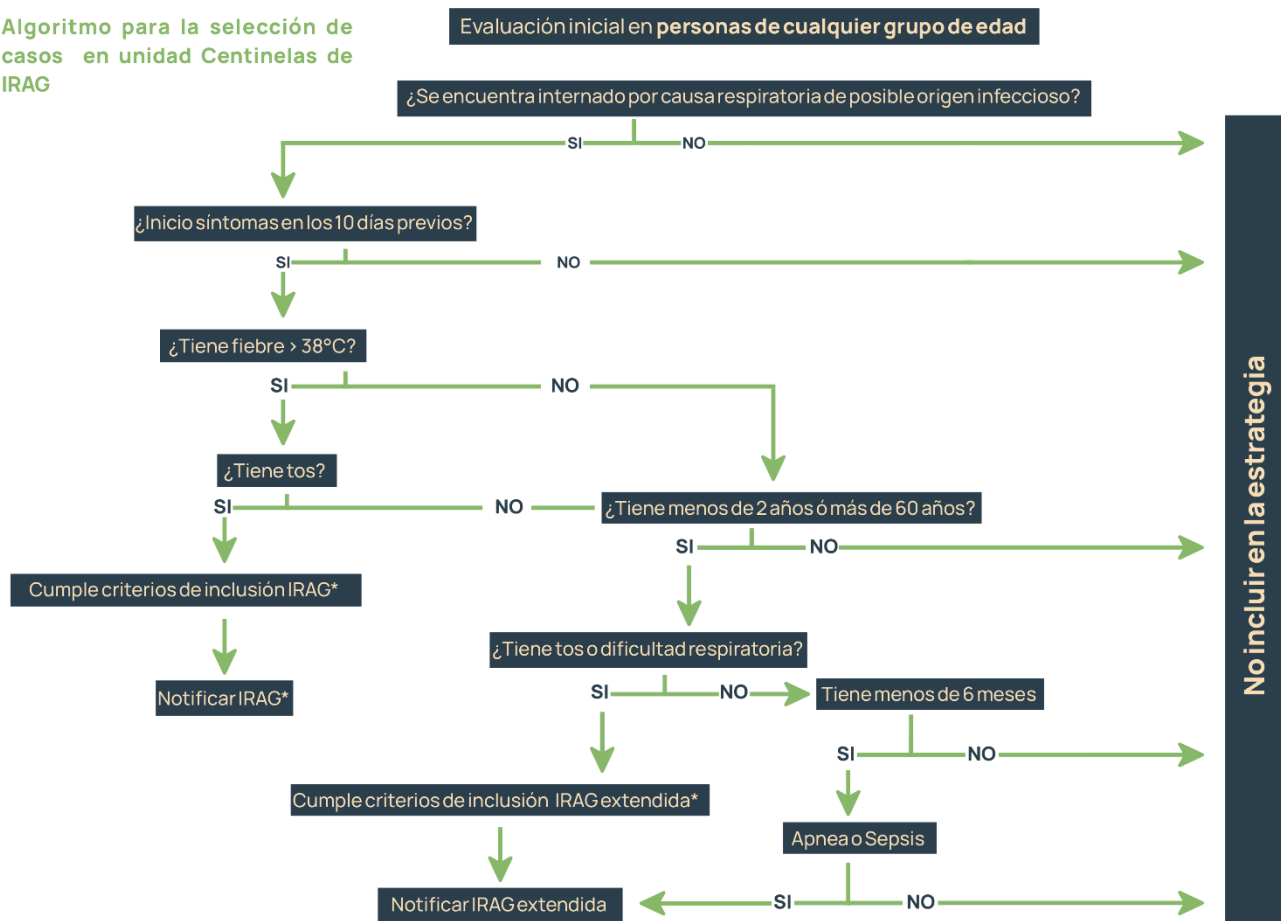 Algoritmo para la selección de
casos en unidad Centinelas de
IRAG
Evaluación inicial en personas de cualquier grupo de edad
¿Se encuentra internado por causa respiratoria de posible origen infeccioso?
SI
NO
¿Inicio síntomas en los 10 días previos?
SI
NO
¿Tiene fiebre > 38°C?
SI
NO
¿Tiene tos?
SI
NO
¿Tiene menos de 2 años ó más de 60 años?
SI
NO
Cumple criterios de inclusión IRAG*
Notificar IRAG*
¿Tiene tos o dificultad respiratoria?
SI
NO
Tiene menos de 6 meses
SI
NO
Cumple criterios de inclusión IRAG extendida*
Apnea o Sepsis
SI
NO
Notificar IRAG extendida
No incluir en la estrategia